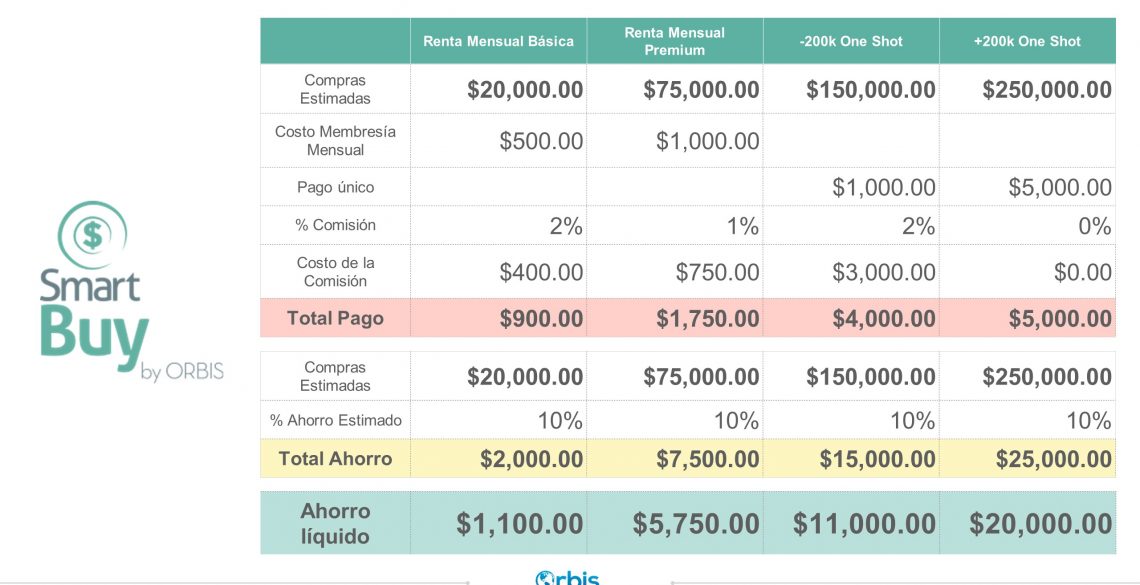 Renta Mensual Básica
Renta Mensual
Premium
-200k One Shot
+200k One Shot
Compras
Estimadas
$20,000.00
$75,000.00
$150,000.00
$250,000.00
Costo Membresía
Mensual
$500.00
$1,000.00
Pago único
$1,000.00
$5,000.00
% Comisión
2%
1%
2%
0%
Costo de la
Comisión
$400.00
$750.00
$3,000.00
$0.00
Total Pago
$900.00
$1,750.00
$4,000.00
$5,000.00
$
Smart
Buy
by ORBIS
Compras
Estimadas
$20,000.00
$75,000.00
$150,000.00
$250,000.00
% Ahorro Estimado
10%
10%
10%
10%
Total Ahorro
$2,000.00
$7,500.00
$15,000.00
$25,000.00
Ahorro
líquido
$1,100.00
$5,750.00
$11,000.00
$20,000.00
Orbis